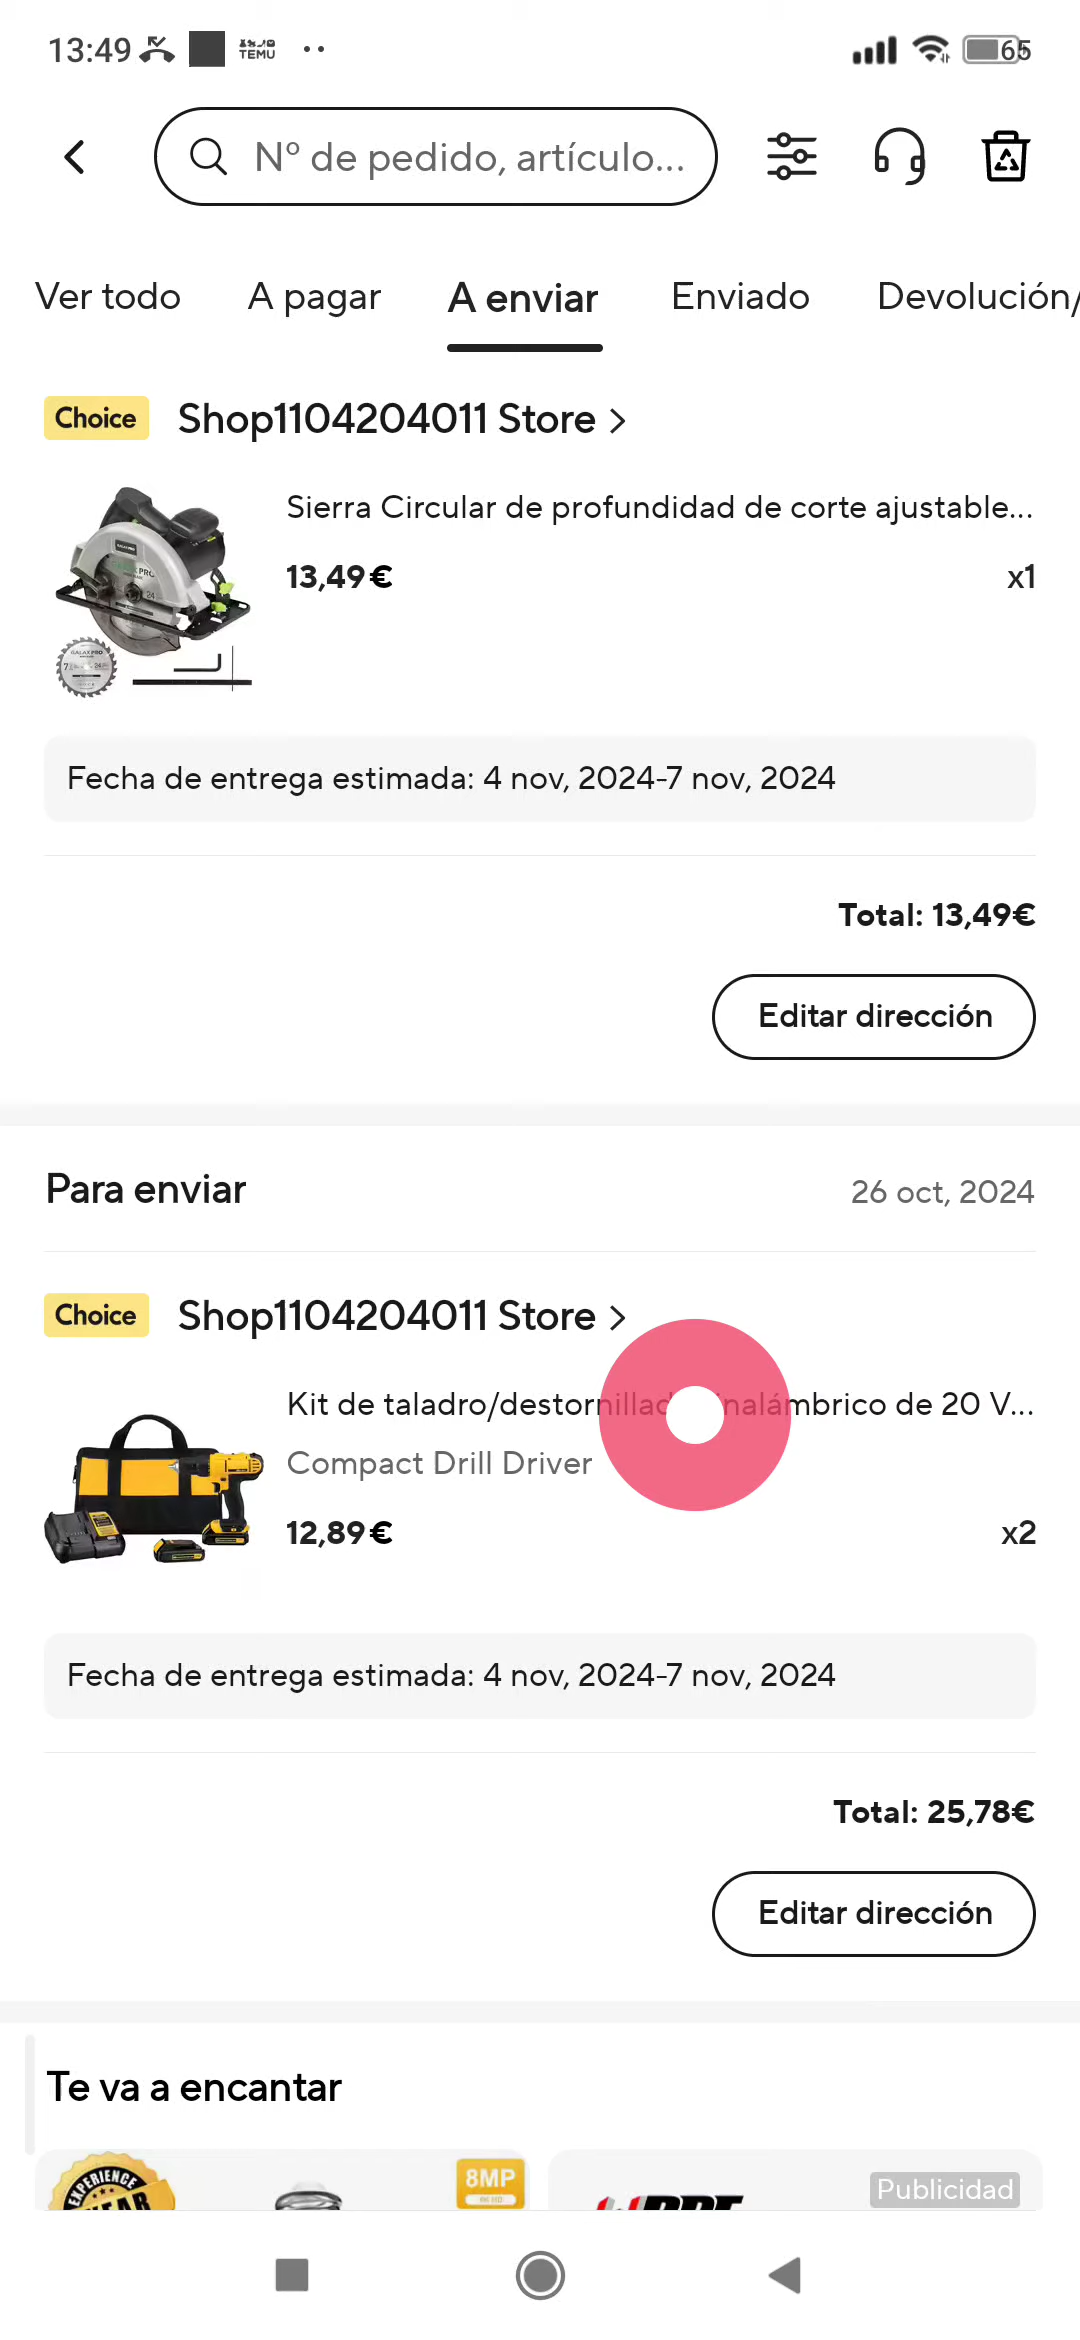 13:49
TEMU
65
N° de pedido, artículo...
Ver todo
A pagar
A enviar
Enviado
Devolución/
Choice
Shop1104204011 Store
Sierra Circular de profundidad de corte ajustable...
13,49€
x1
GALAX PRO
Fecha de entrega estimada: 4 nov, 2024-7 nov, 2024
Total: 13,49€
Editar dirección
Para enviar
26 oct, 2024
Choice
Shop1104204011 Store
Kit de taladro/destornillad inalámbrico de 20 V...
Compact Drill Driver
12,89€
x2
Fecha de entrega estimada: 4 nov, 2024-7 nov, 2024
Total: 25,78€
Editar dirección
Te va a encantar
EXPERIENCE
8MP
Publicidad